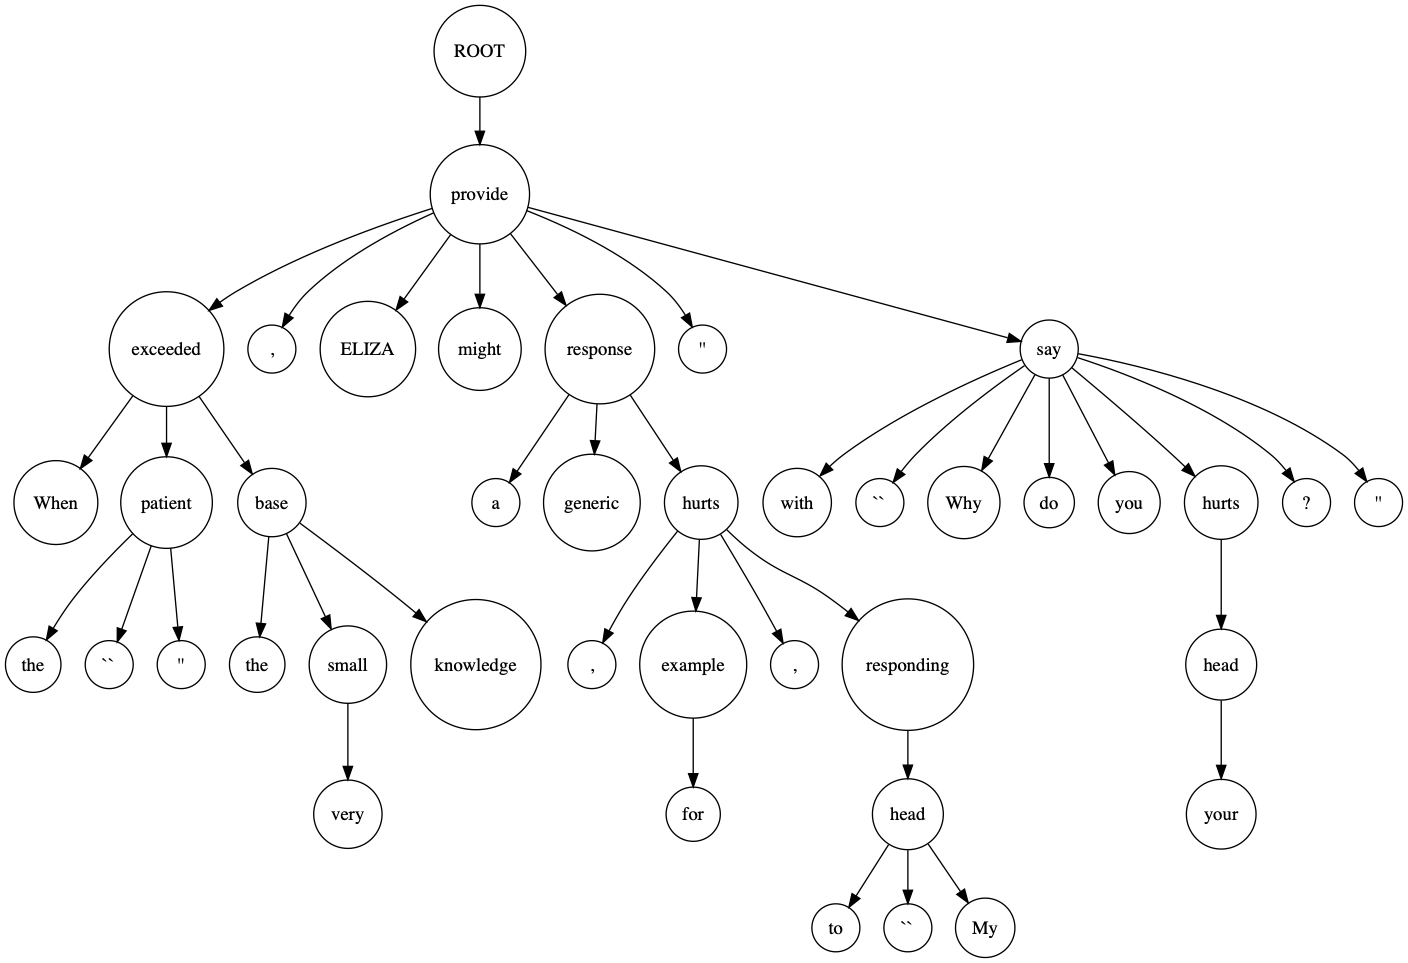 ROOT
provide
exceeded , ELIZA might response " say
When patient base a generic hurts with `` Why do you hurts ? "
the `` " the small knowledge , example , responding head
very for head your
to `` My